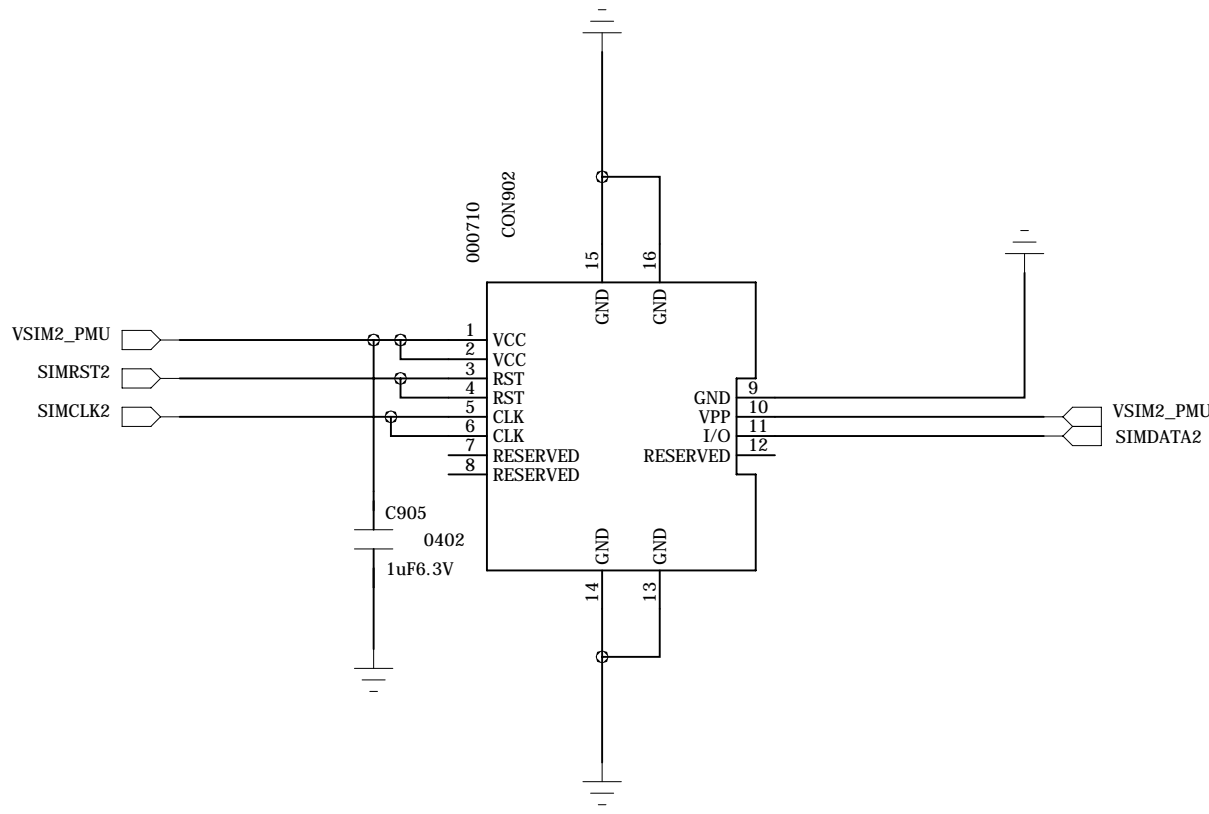 000710
CON902
15
16
GND
GND
VSIM2_PMU
1
VCC
2
VCC
SIMRST2
3
RST
4
RST
SIMCLK2
5
CLK
6
CLK
7
RESERVED
8
RESERVED
9
GND
10
VPP
VSIM2_PMU
11
I/O
SIMDATA2
12
RESERVED
C905
0402
1uF6.3V
GND
GND
14
13